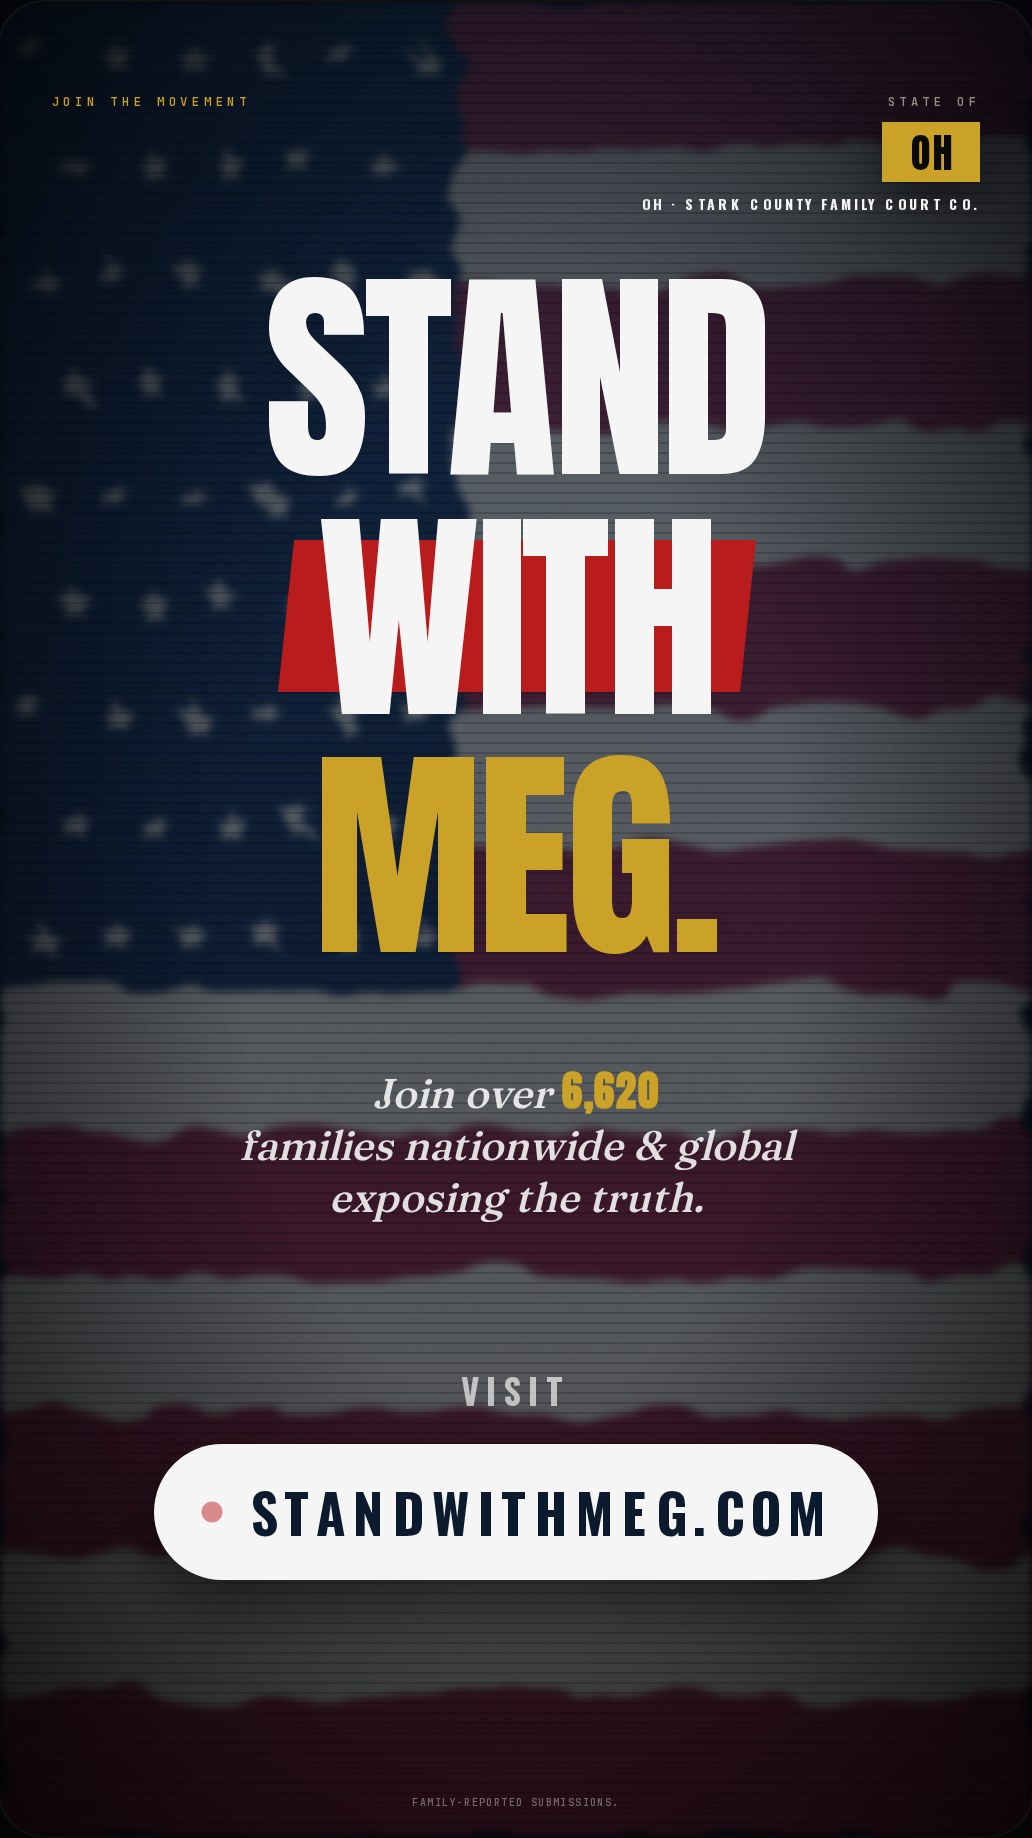 JOIN THE MOVEMENT
STATE OF
OH
OH · STARK COUNTY FAMILY COURT CO.
STAND
WITH
MEG.
Join over 6,620
families nationwide & global
exposing the truth.
VISIT
STANDWITHMEG.COM
FAMILY-REPORTED SUBMISSIONS.